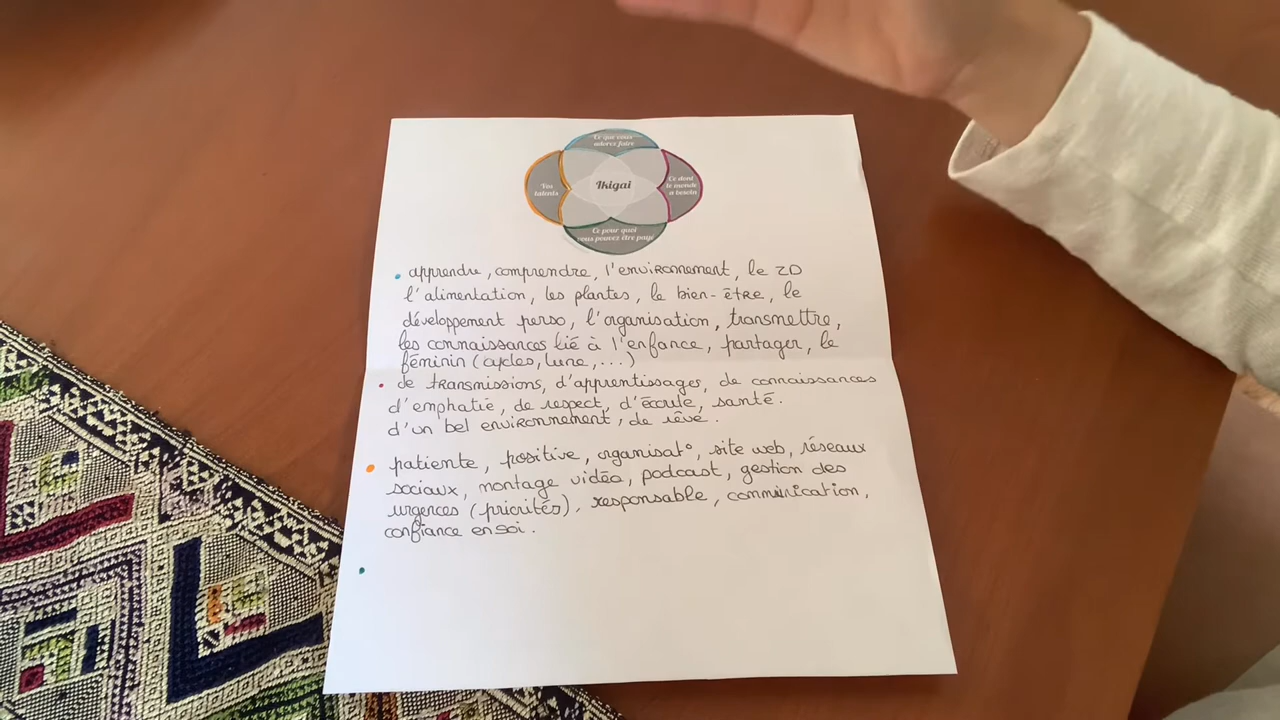 Ce que vous
adorez faire
Vos
talents
Ikigai
Ce dont
le monde
a besoin
Ce pour quoi
vous pouvez être payé
• apprendre, comprendre, l'environnement, le ZD
l'alimentation, les plantes, le bien-être, le
développement perso, l'organisation, transmettre,
les connaissances lié à l'enfance, partager, le
féminin (cycles, lune, ...)
• de transmissions, d'apprentissages, de connaissances
d'emphatie, de respect, d'écoute, santé.
d'un bel environnement, de rêve.
• patiente, positive, organisat°, site web, réseaux
sociaux, montage vidéo, podcast, gestion des
urgences (priorités), responsable, communication,
confiance en soi.
•